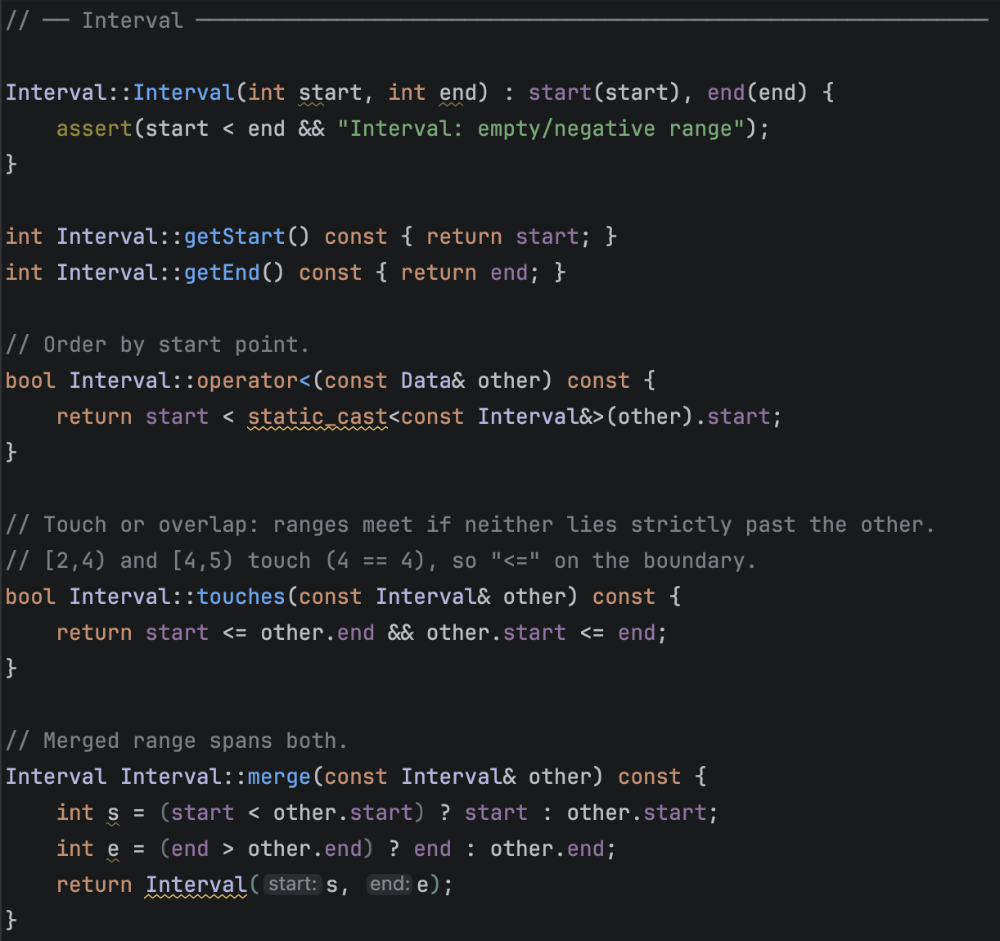 // ── Interval ──────────────────────────────────────────────────────────────
Interval::Interval(int start, int end) : start(start), end(end) {
    assert(start < end && "Interval: empty/negative range");
}
int Interval::getStart() const { return start; }
int Interval::getEnd() const { return end; }
// Order by start point.
bool Interval::operator<(const Data& other) const {
    return start < static_cast<const Interval&>(other).start;
}
// Touch or overlap: ranges meet if neither lies strictly past the other.
// [2,4) and [4,5) touch (4 == 4), so "<=" on the boundary.
bool Interval::touches(const Interval& other) const {
    return start <= other.end && other.start <= end;
}
// Merged range spans both.
Interval Interval::merge(const Interval& other) const {
    int s = (start < other.start) ? start : other.start;
    int e = (end > other.end) ? end : other.end;
    return Interval( start: s, end: e);
}